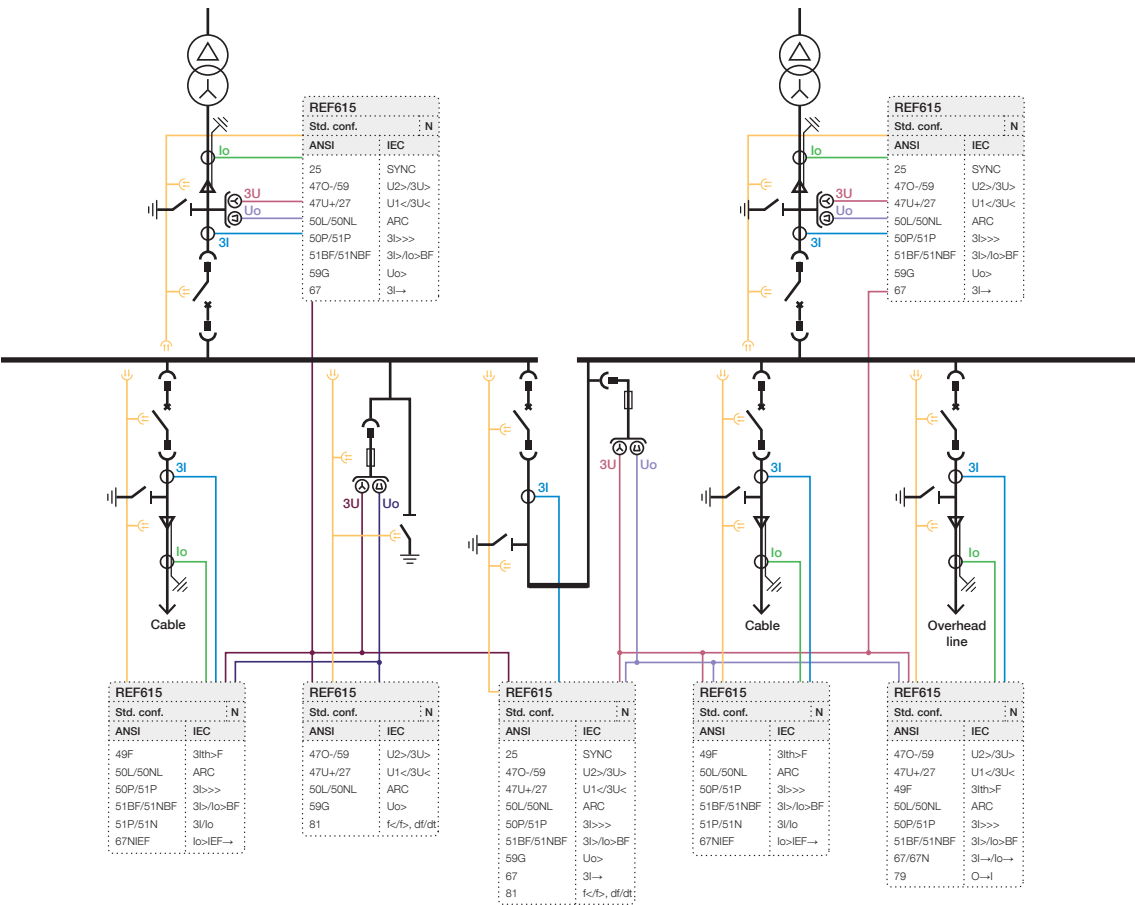 REF615
Std. conf. N
ANSI IEC
25 SYNC
47O-/59 U2>/3U>
47U+/27 U1</3U<
50L/50NL ARC
50P/51P 3I>>>
51BF/51NBF 3I>/Io>BF
59G Uo>
67 3I→
Io
3U
Uo
3I
REF615
Std. conf. N
ANSI IEC
25 SYNC
47O-/59 U2>/3U>
47U+/27 U1</3U<
50L/50NL ARC
50P/51P 3I>>>
51BF/51NBF 3I>/Io>BF
59G Uo>
67 3I→
Io
3U
Uo
3I
3I
Io
Cable
3U Uo
3I
3U Uo
3I
Io
Cable
3I
Io
Overhead
line
REF615
Std. conf. N
ANSI IEC
49F 3Ith>F
50L/50NL ARC
50P/51P 3I>>>
51BF/51NBF 3I>/Io>BF
51P/51N 3I/Io
67NIEF Io>IEF→
REF615
Std. conf. N
ANSI IEC
47O-/59 U2>/3U>
47U+/27 U1</3U<
50L/50NL ARC
59G Uo>
81 f</f>, df/dt
REF615
Std. conf. N
ANSI IEC
25 SYNC
47O-/59 U2>/3U>
47U+/27 U1</3U<
50L/50NL ARC
50P/51P 3I>>>
51BF/51NBF 3I>/Io>BF
59G Uo>
67 3I→
81 f</f>, df/dt
REF615
Std. conf. N
ANSI IEC
49F 3Ith>F
50L/50NL ARC
50P/51P 3I>>>
51BF/51NBF 3I>/Io>BF
51P/51N 3I/Io
67NIEF Io>IEF→
REF615
Std. conf. N
ANSI IEC
47O-/59 U2>/3U>
47U+/27 U1</3U<
49F 3Ith>F
50L/50NL ARC
50P/51P 3I>>>
51BF/51NBF 3I>/Io>BF
67/67N 3I→/Io→
79 O→I